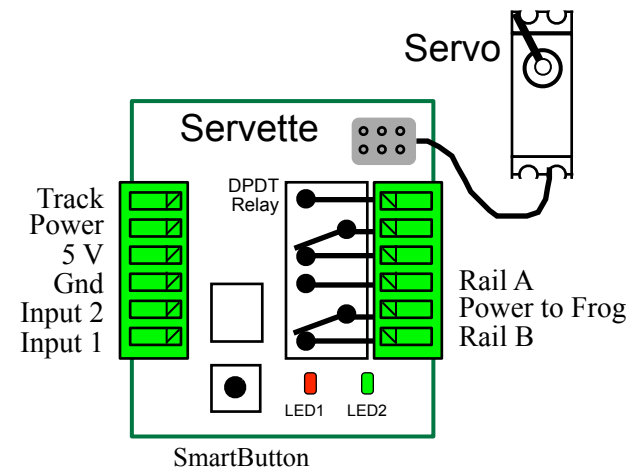 Servo
Servette
DPDT
Relay
Track
Power
5 V
Gnd
Input 2
Input 1
Rail A
Power to Frog
Rail B
LED1
LED2
SmartButton